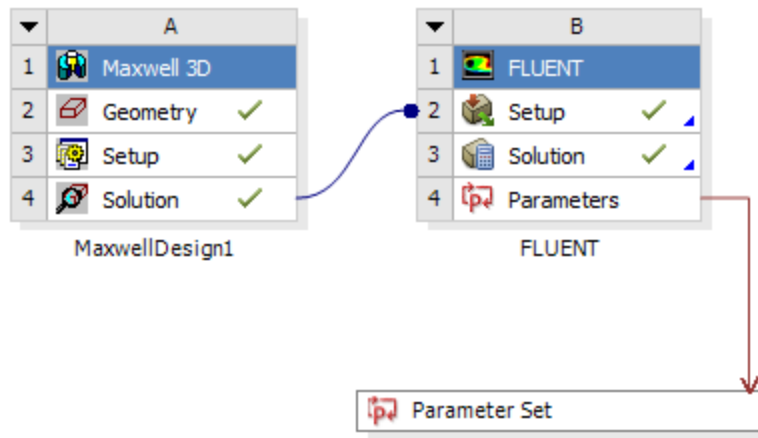 A
1 Maxwell 3D
2 Geometry
3 Setup
4 Solution
MaxwellDesign1
B
1 FLUENT
2 Setup
3 Solution
4 Parameters
FLUENT
Parameter Set